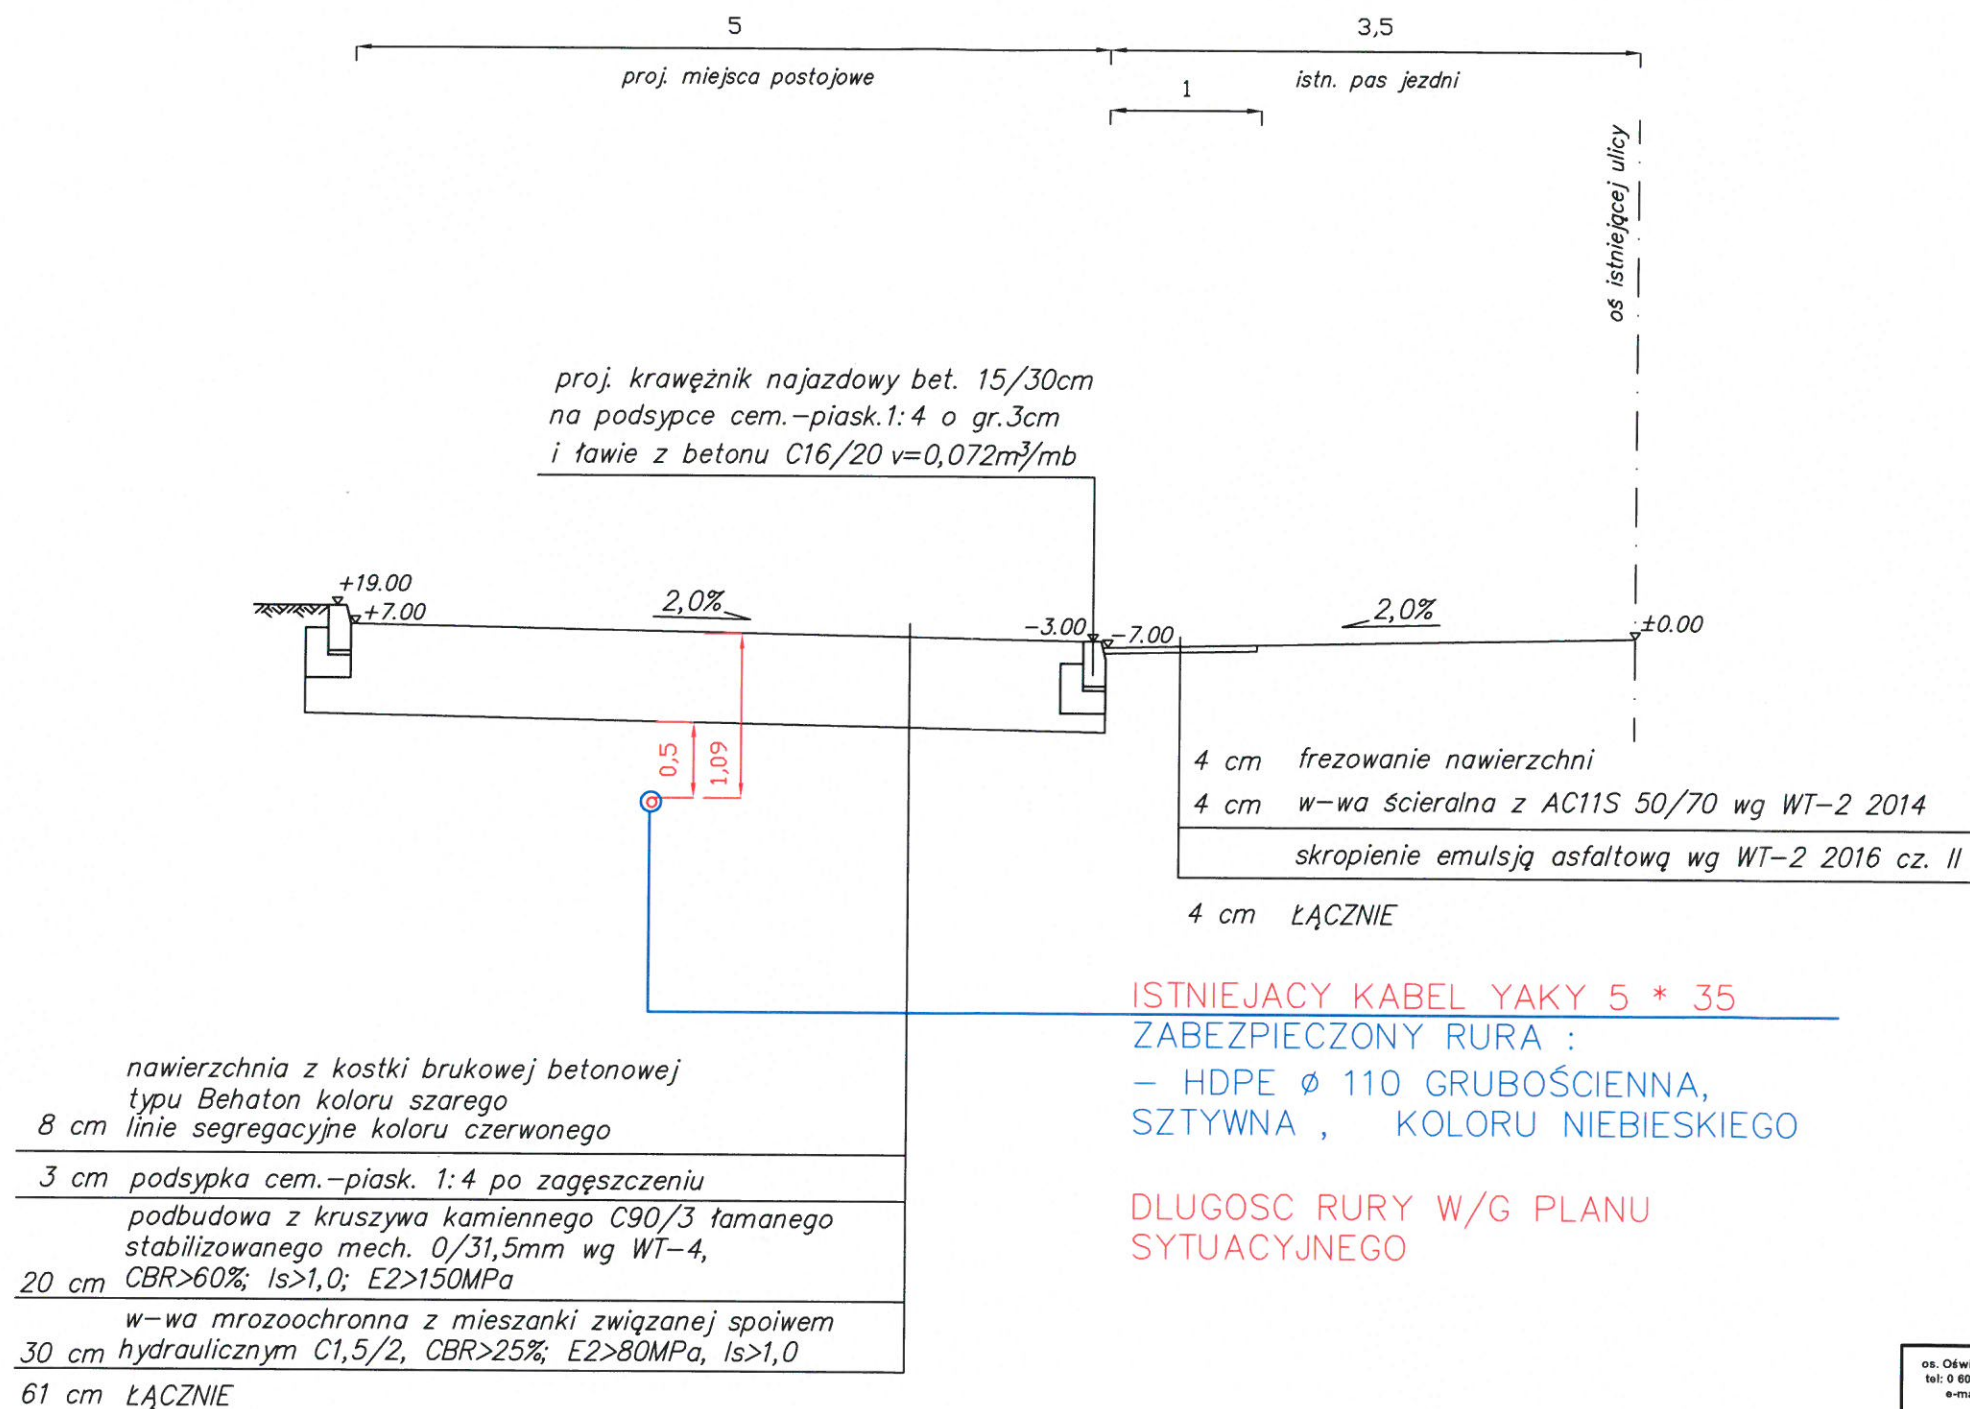 5
3,5
proj. miejsca postojowe
istn. pas jezdni
1
oś istniejącej ulicy
proj. krawężnik najazdowy bet. 15/30cm
na podsypce cem.-piask.1:4 o gr.3cm
i ławie z betonu C16/20 v=0,072m³/mb
+19.00
+7.00
2,0%
-3.00
-7.00
2,0%
±0.00
0,5
1,09
4 cm frezowanie nawierzchni
4 cm w-wa ścieralna z AC11S 50/70 wg WT-2 2014
skropienie emulsją asfaltową wg WT-2 2016 cz. II
4 cm ŁĄCZNIE
ISTNIEJACY KABEL YAKY 5 * 35
ZABEZPIECZONY RURA :
- HDPE ø 110 GRUBOŚCIENNA,
SZTYWNA , KOLORU NIEBIESKIEGO
DLUGOSC RURY W/G PLANU
SYTUACYJNEGO
nawierzchnia z kostki brukowej betonowej
typu Behaton koloru szarego
8 cm linie segregacyjne koloru czerwonego
3 cm podsypka cem.-piask. 1:4 po zagęszczeniu
podbudowa z kruszywa kamiennego C90/3 łamanego
stabilizowanego mech. 0/31,5mm wg WT-4,
20 cm CBR>60%; Is>1,0; E2>150MPa
w-wa mrozoochronna z mieszanki związanej spoiwem
30 cm hydraulicznym C1,5/2, CBR>25%; E2>80MPa, Is>1,0
61 cm ŁĄCZNIE
os. Oświ
tel: 0 60
e-ma